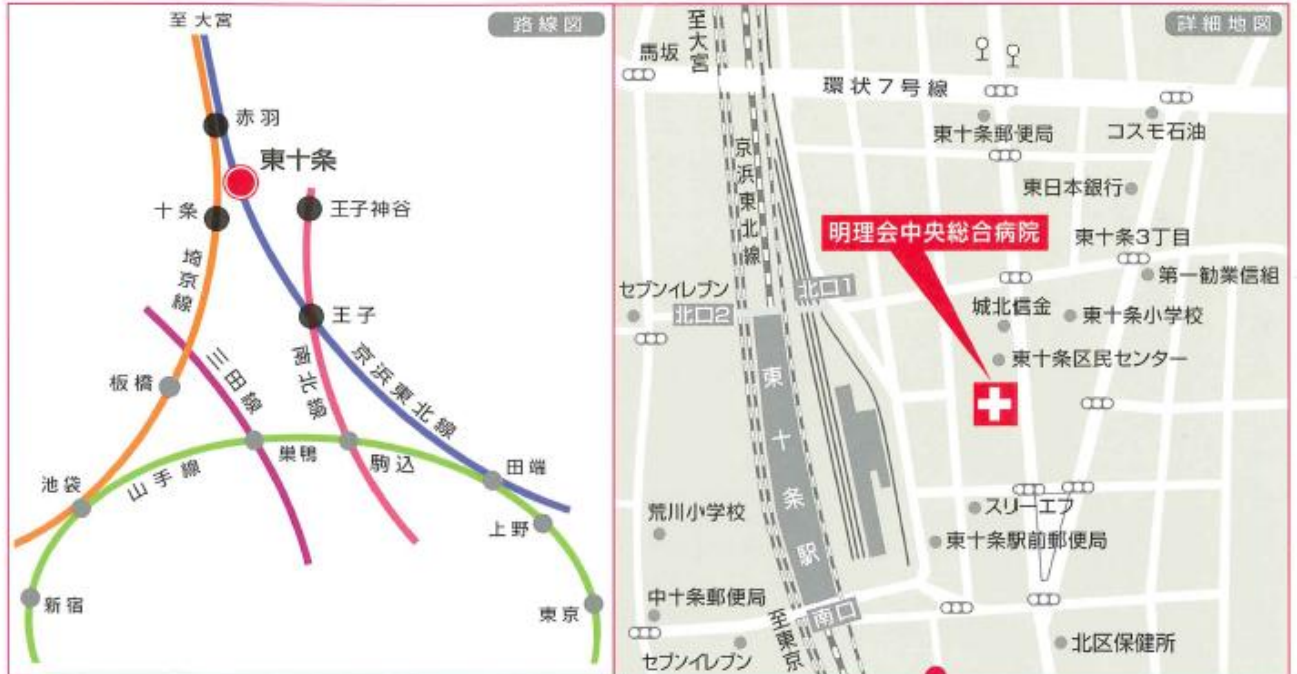 路線図
至大宮
赤羽
東十条
十条
王子神谷
埼京線
王子
三田線
南北線
京浜東北線
板橋
巣鴨
駒込
田端
池袋
山手線
上野
新宿
東京
詳細地図
至大宮
馬坂
環状7号線
東十条郵便局
コスモ石油
京浜東北線
東日本銀行
明理会中央総合病院
東十条3丁目
第一勧業信組
セブンイレブン
北口1
北口2
城北信金
東十条小学校
東十条区民センター
東十条駅
荒川小学校
スリーエフ
東十条駅前郵便局
中十条郵便局
南口
至東京
北区保健所
セブンイレブン